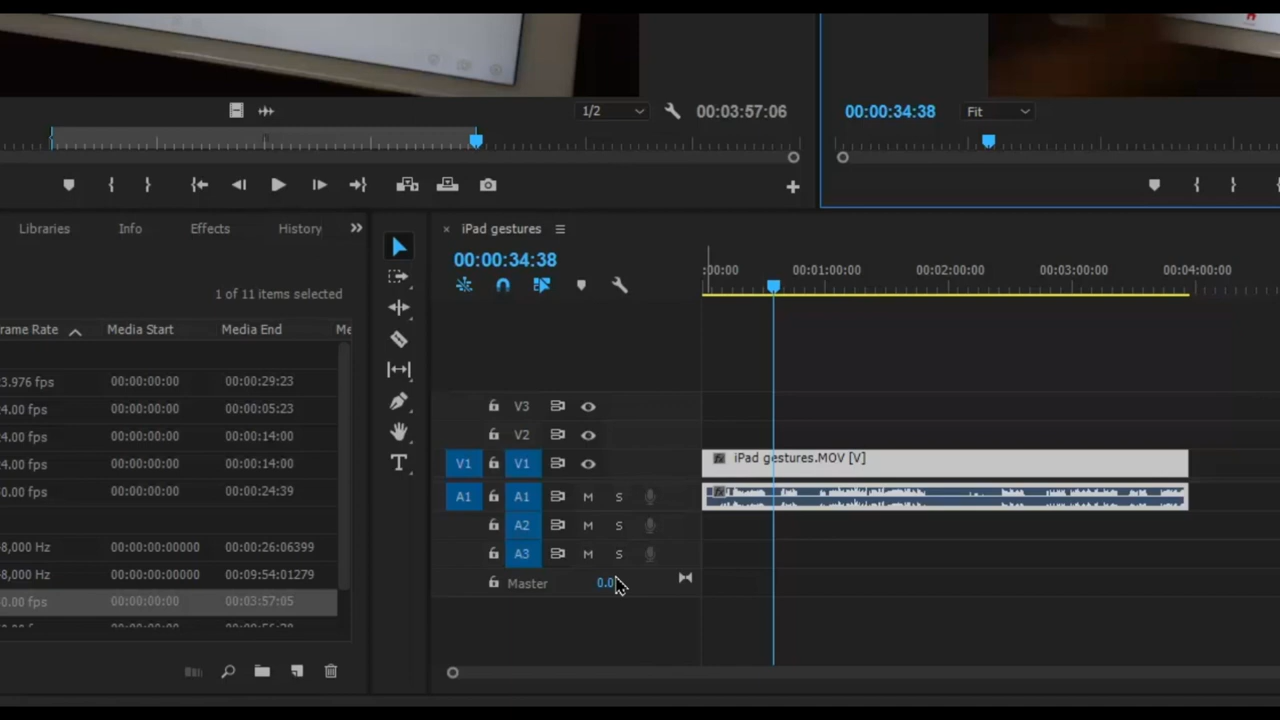 1/2
00:03:57:06
00:00:34:38
Fit
Libraries
Info
Effects
History
1 of 11 items selected
rame Rate
Media Start
Media End
Me
3.976 fps 00:00:00:00 00:00:29:23
4.00 fps 00:00:00:00 00:00:05:23
4.00 fps 00:00:00:00 00:00:14:00
4.00 fps 00:00:00:00 00:00:14:00
0.00 fps 00:00:00:00 00:00:24:39
8,000 Hz 00:00:00:00000 00:00:26:06399
8,000 Hz 00:00:00:00000 00:09:54:01279
0.00 fps 00:00:00:00 00:03:57:05
× iPad gestures
00:00:34:38
:00:00 00:01:00:00 00:02:00:00 00:03:00:00 00:04:00:00
V3
V2
V1 V1
iPad gestures.MOV [V]
A1 A1 M S
A2 M S
A3 M S
Master 0.0